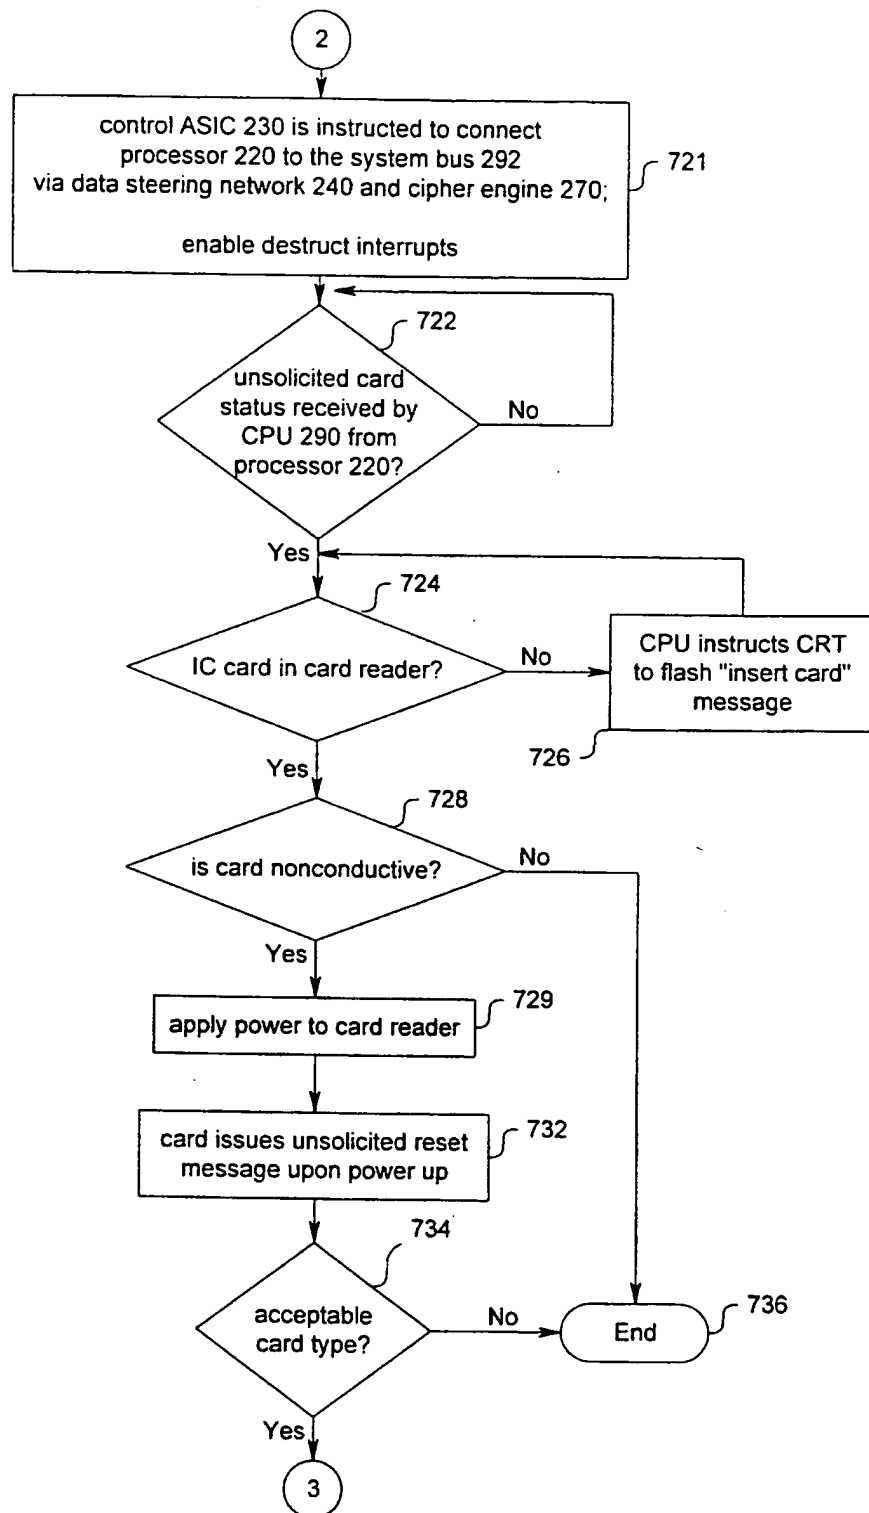 2
control ASIC 230 is instructed to connect
processor 220 to the system bus 292
via data steering network 240 and cipher engine 270;
enable destruct interrupts
721
722
unsolicited card
status received by
CPU 290 from
processor 220?
No
Yes
724
IC card in card reader?
No
CPU instructs CRT
to flash "insert card"
message
726
Yes
728
is card nonconductive?
No
Yes
729
apply power to card reader
732
card issues unsolicited reset
message upon power up
734
acceptable
card type?
No
End
736
Yes
3